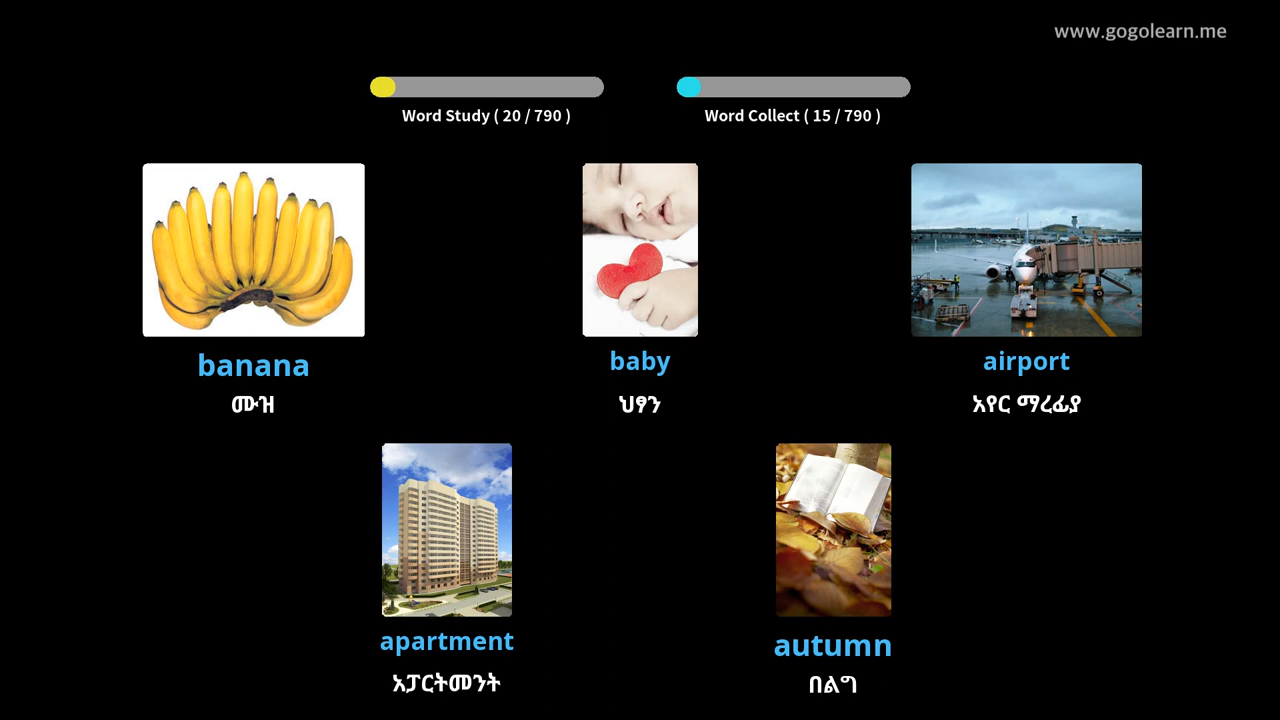 www.gogolearn.me
Word Study ( 20 / 790 )
Word Collect ( 15 / 790 )
banana
ሙዝ
baby
ህፃን
airport
አየር ማረፊያ
apartment
አፓርትመንት
autumn
በልግ